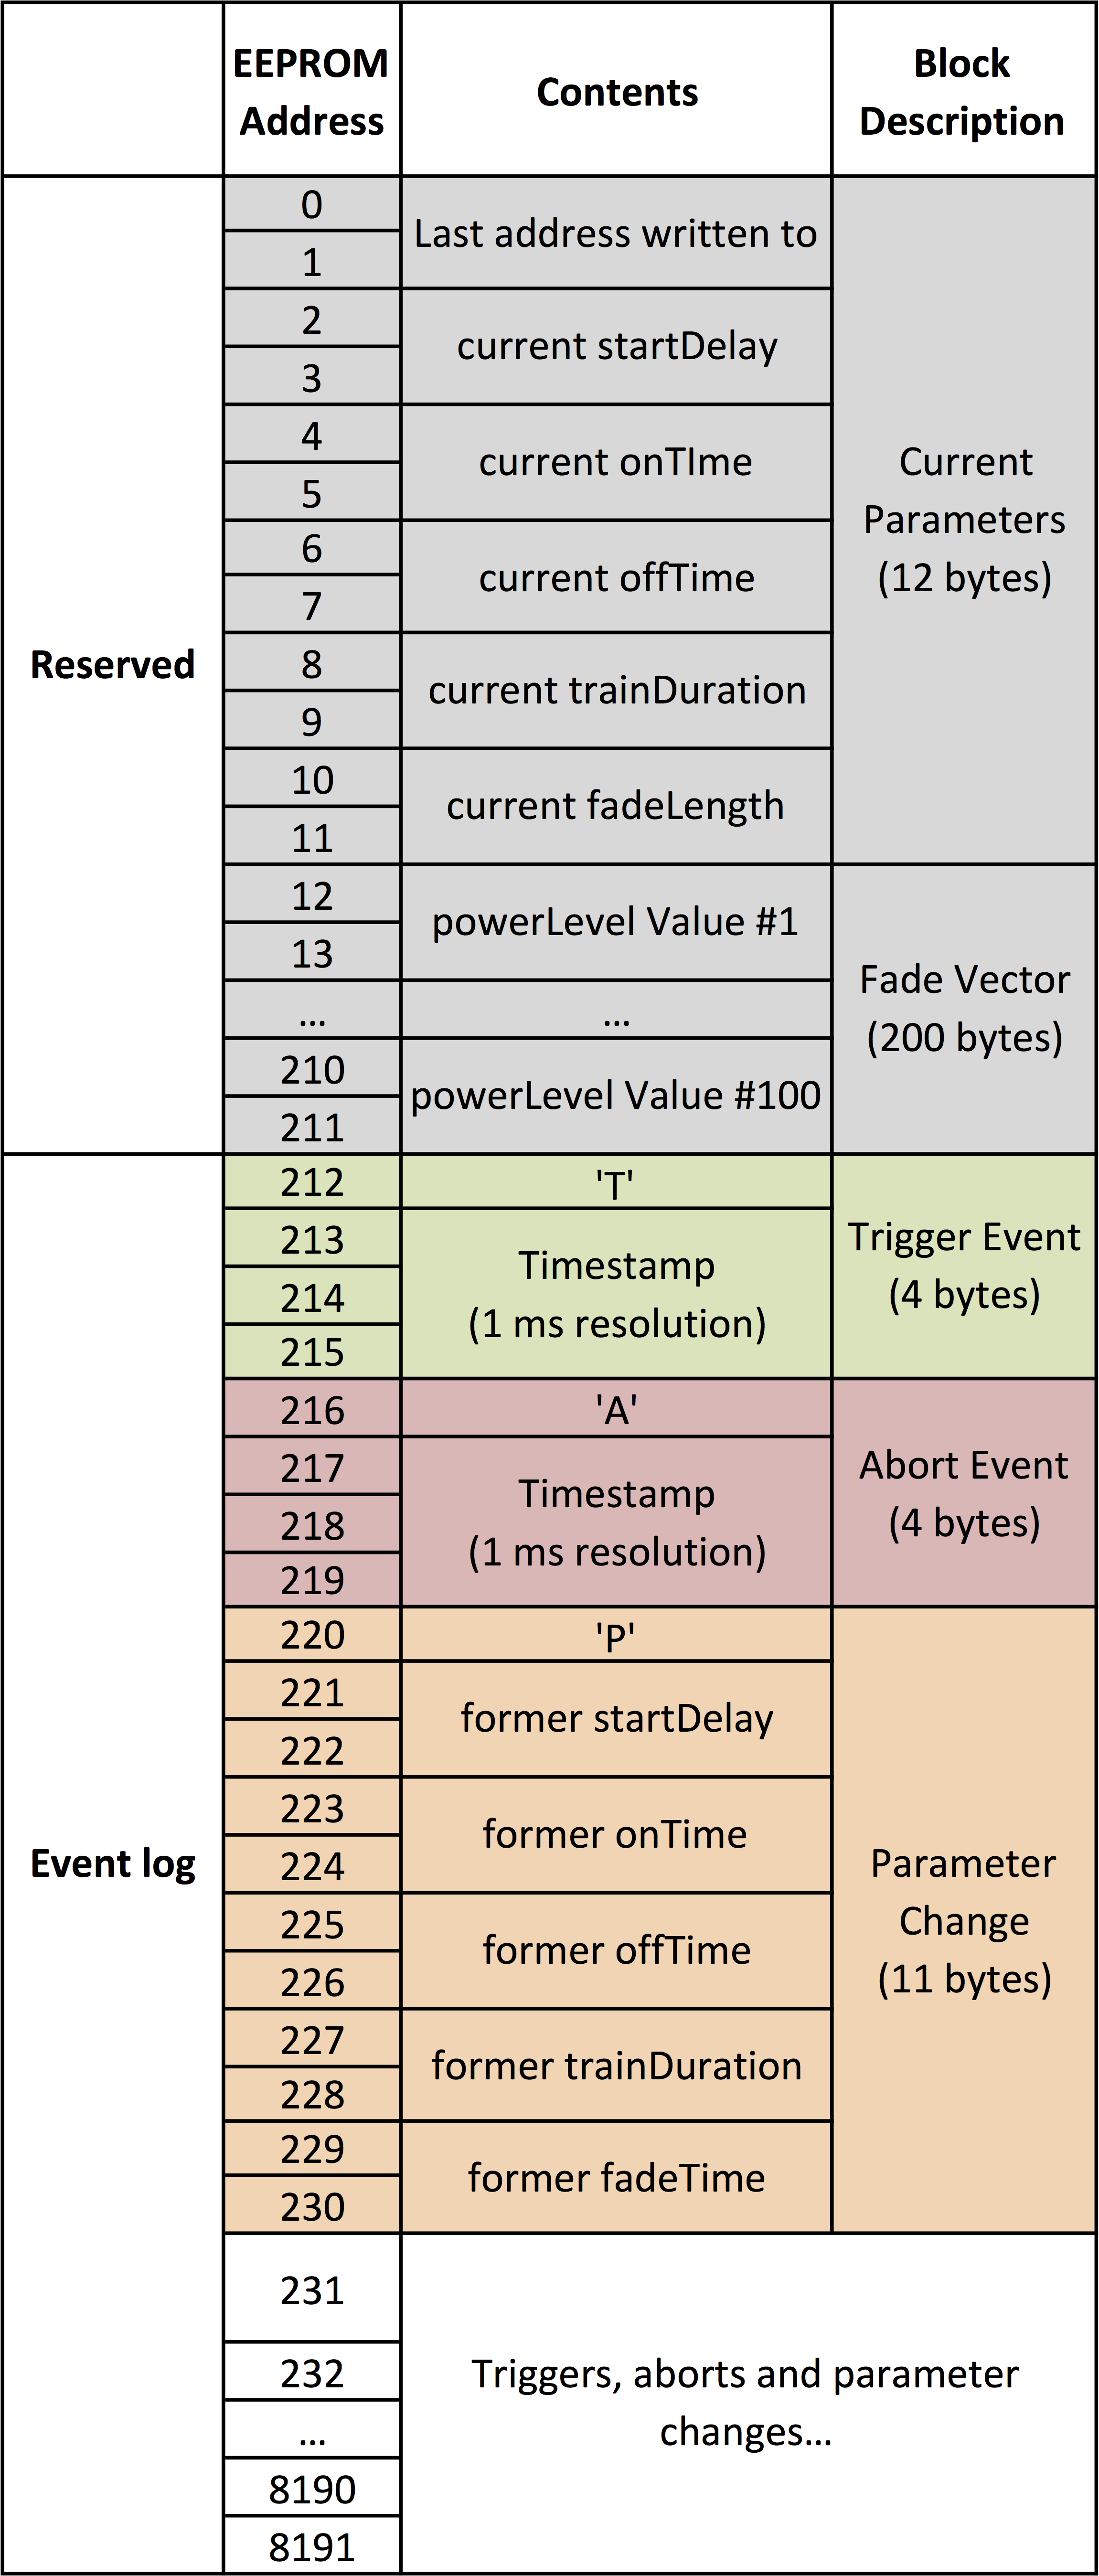 EEPROM
Address
Contents
Block
Description
Reserved
0
1
Last address written to
2
3
current startDelay
4
5
current onTIme
6
7
current offTime
8
9
current trainDuration
10
11
current fadeLength
Current
Parameters
(12 bytes)
12
13
powerLevel Value #1
...
...
210
211
powerLevel Value #100
Fade Vector
(200 bytes)
Event log
212
'T'
213
214
215
Timestamp
(1 ms resolution)
Trigger Event
(4 bytes)
216
'A'
217
218
219
Timestamp
(1 ms resolution)
Abort Event
(4 bytes)
220
'P'
221
222
former startDelay
223
224
former onTime
225
226
former offTime
227
228
former trainDuration
229
230
former fadeTime
Parameter
Change
(11 bytes)
231
232
...
8190
8191
Triggers, aborts and parameter
changes...